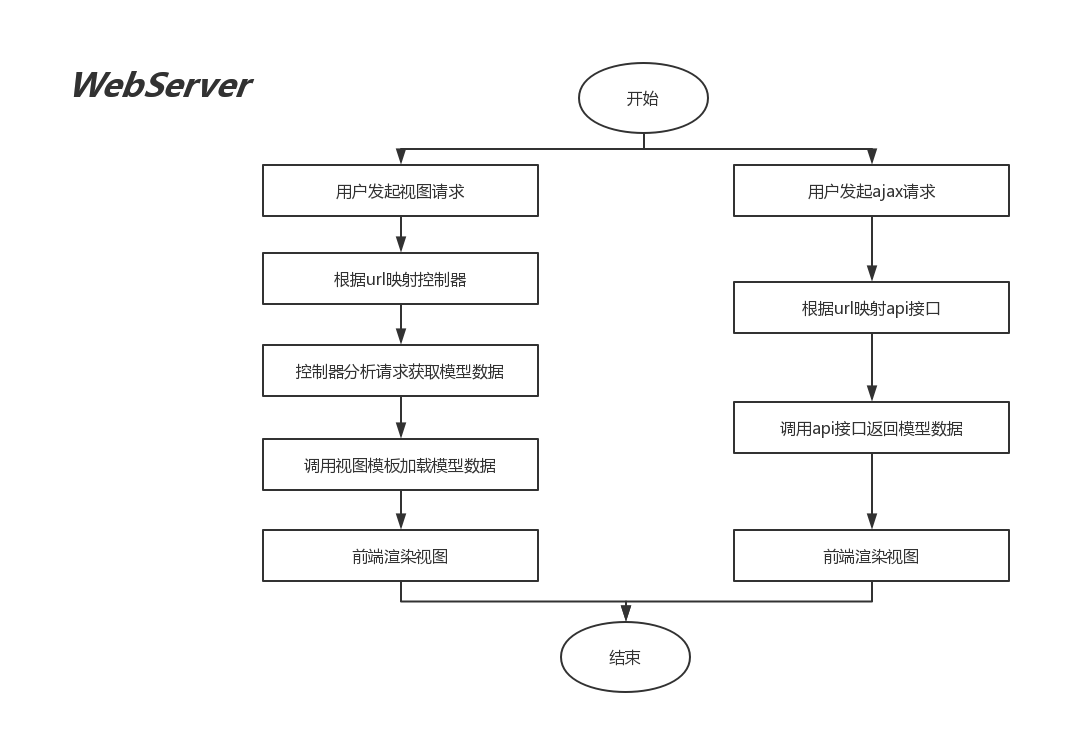 WebServer
开始
用户发起视图请求
根据url映射控制器
控制器分析请求获取模型数据
调用视图模板加载模型数据
前端渲染视图
用户发起ajax请求
根据url映射api接口
调用api接口返回模型数据
前端渲染视图
结束